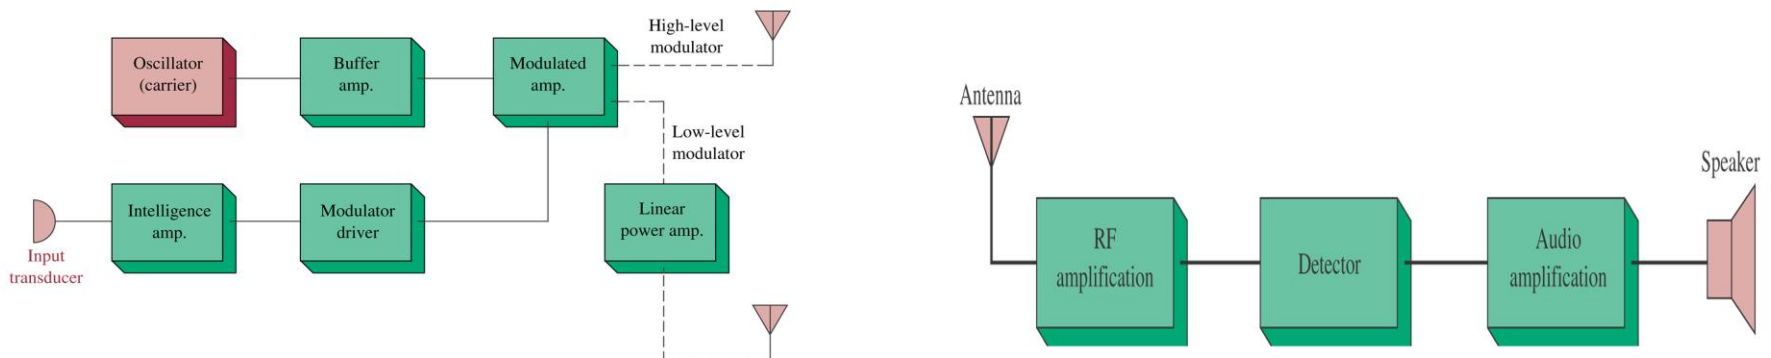 High-level
modulator
Oscillator
(carrier)
Buffer
amp.
Modulated
amp.
Low-level
modulator
Intelligence
amp.
Modulator
driver
Linear
power amp.
Input
transducer
Antenna
RF
amplification
Detector
Audio
amplification
Speaker